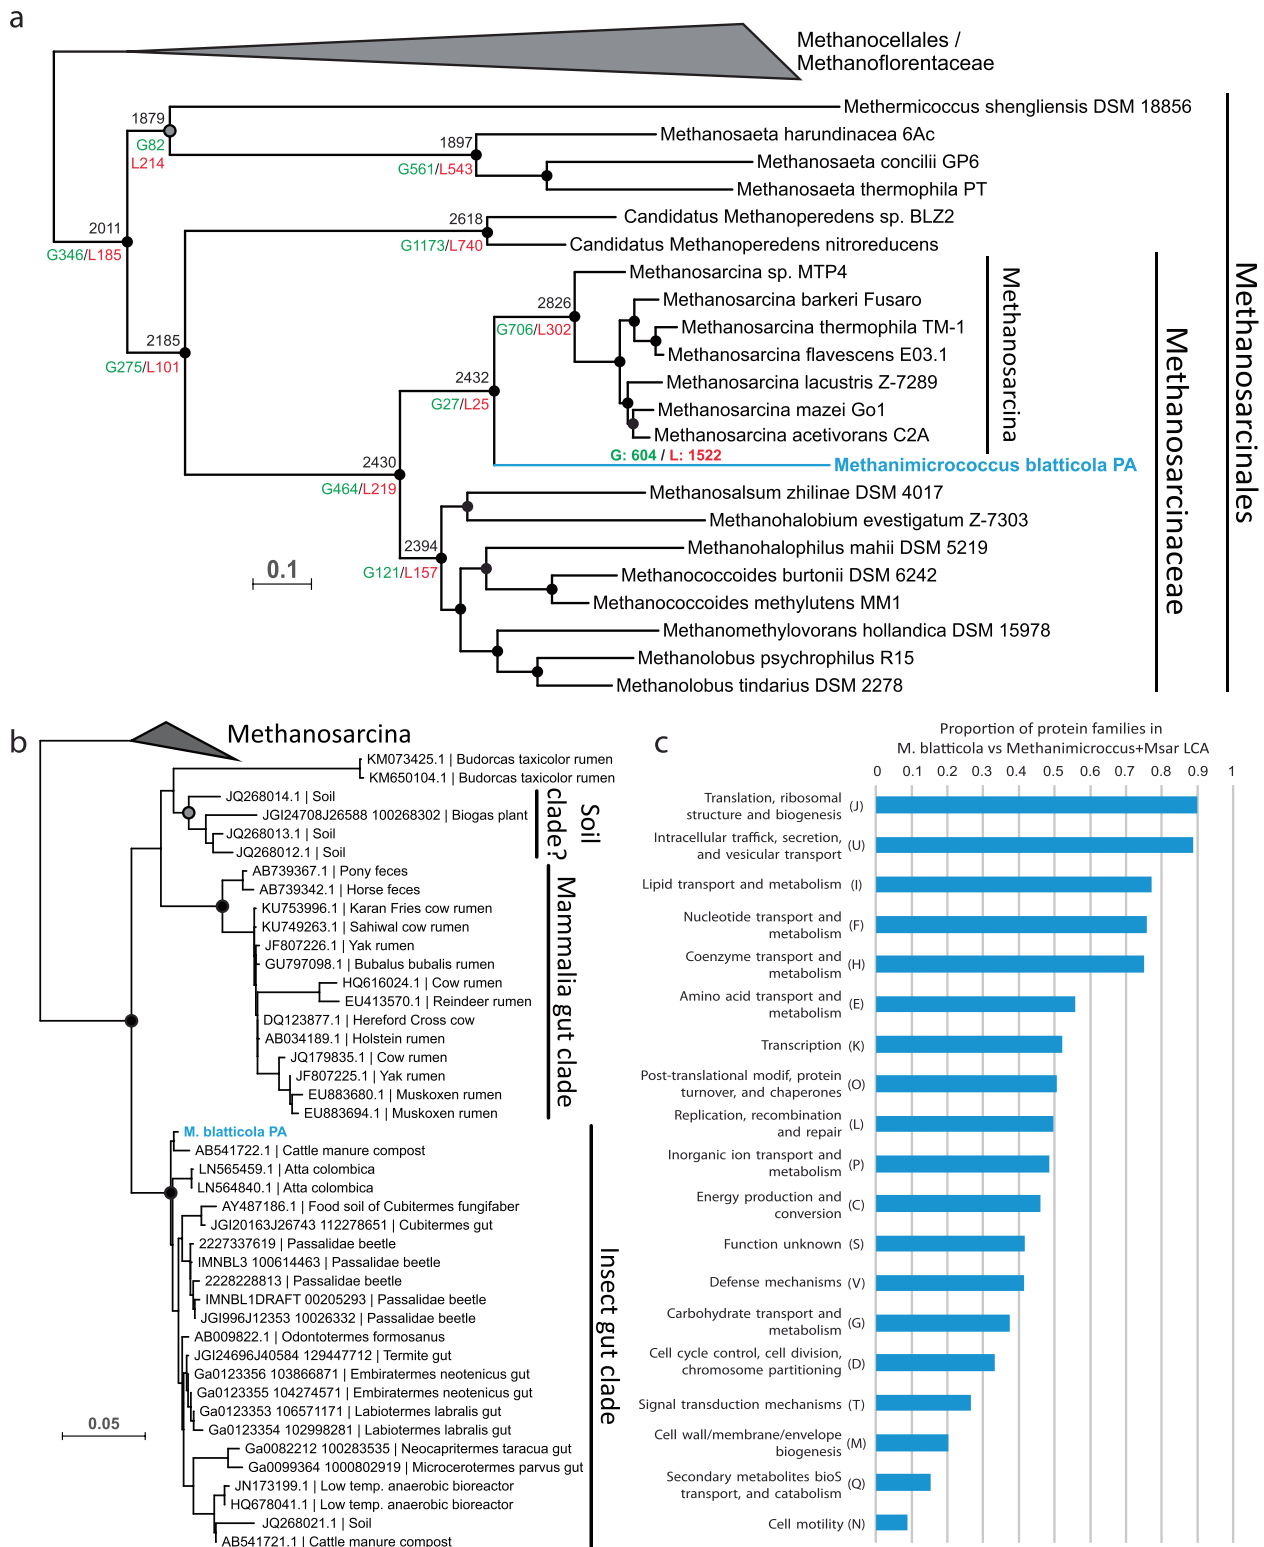 a
Methanocellales /
Methanoflorentaceae
Methermicoccus shengliensis DSM 18856
1879
G82
L214
Methanosaeta harundinacea 6Ac
1897
G561/L543
Methanosaeta concilii GP6
Methanosaeta thermophila PT
2011
G346/L185
Candidatus Methanoperedens sp. BLZ2
2618
G1173/L740
Candidatus Methanoperedens nitroreducens
Methanosarcina sp. MTP4
2826
G706/L302
Methanosarcina barkeri Fusaro
Methanosarcina thermophila TM-1
Methanosarcina flavescens E03.1
2185
G275/L101
2432
G27/L25
Methanosarcina lacustris Z-7289
Methanosarcina mazei Go1
Methanosarcina acetivorans C2A
G: 604 / L: 1522
Methanimicrococcus blatticola PA
2430
G464/L219
Methanosalsum zhilinae DSM 4017
Methanohalobium evestigatum Z-7303
2394
G121/L157
Methanohalophilus mahii DSM 5219
Methanococcoides burtonii DSM 6242
Methanococcoides methylutens MM1
Methanomethylovorans hollandica DSM 15978
Methanolobus psychrophilus R15
Methanolobus tindarius DSM 2278
0.1
Methanosarcina
Methanosarcinaceae
Methanosarcinales
b
Methanosarcina
KM073425.1 | Budorcas taxicolor rumen
KM650104.1 | Budorcas taxicolor rumen
JQ268014.1 | Soil
JGI24708J26588 100268302 | Biogas plant
JQ268013.1 | Soil
JQ268012.1 | Soil
AB739367.1 | Pony feces
AB739342.1 | Horse feces
KU753996.1 | Karan Fries cow rumen
KU749263.1 | Sahiwal cow rumen
JF807226.1 | Yak rumen
GU797098.1 | Bubalus bubalis rumen
HQ616024.1 | Cow rumen
EU413570.1 | Reindeer rumen
DQ123877.1 | Hereford Cross cow
AB034189.1 | Holstein rumen
JQ179835.1 | Cow rumen
JF807225.1 | Yak rumen
EU883680.1 | Muskoxen rumen
EU883694.1 | Muskoxen rumen
M. blatticola PA
AB541722.1 | Cattle manure compost
LN565459.1 | Atta colombica
LN564840.1 | Atta colombica
AY487186.1 | Food soil of Cubitermes fungifaber
JGI20163J26743 112278651 | Cubitermes gut
2227337619 | Passalidae beetle
IMNBL3 100614463 | Passalidae beetle
2228228813 | Passalidae beetle
IMNBL1DRAFT 00205293 | Passalidae beetle
JGI996J12353 10026332 | Passalidae beetle
AB009822.1 | Odontotermes formosanus
JGI24696J40584 129447712 | Termite gut
Ga0123356 103866871 | Embiratermes neotenicus gut
Ga0123355 104274571 | Embiratermes neotenicus gut
Ga0123353 106571171 | Labiotermes labralis gut
Ga0123354 102998281 | Labiotermes labralis gut
Ga0082212 100283535 | Neocapritermes taracua gut
Ga0099364 1000802919 | Microcerotermes parvus gut
JN173199.1 | Low temp. anaerobic bioreactor
HQ678041.1 | Low temp. anaerobic bioreactor
JQ268021.1 | Soil
AB541721.1 | Cattle manure compost
0.05
Soil
clade?
Mammalia gut clade
Insect gut clade
c
Proportion of protein families in
M. blatticola vs Methanimicroccus+Msar LCA
0 0.1 0.2 0.3 0.4 0.5 0.6 0.7 0.8 0.9 1
Translation, ribosomal
structure and biogenesis (J)
Intracellular traffick, secretion,
and vesicular transport (U)
Lipid transport and metabolism (I)
Nucleotide transport and
metabolism (F)
Coenzyme transport and
metabolism (H)
Amino acid transport and
metabolism (E)
Transcription (K)
Post-translational modif, protein
turnover, and chaperones (O)
Replication, recombination
and repair (L)
Inorganic ion transport and
metabolism (P)
Energy production and
conversion (C)
Function unknown (S)
Defense mechanisms (V)
Carbohydrate transport and
metabolism (G)
Cell cycle control, cell division,
chromosome partitioning (D)
Signal transduction mechanisms (T)
Cell wall/membrane/envelope
biogenesis (M)
Secondary metabolites bioS
transport, and catabolism (Q)
Cell motility (N)